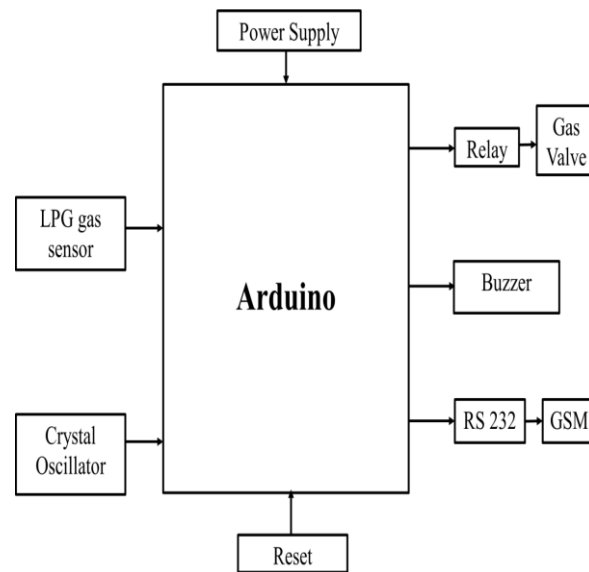 Power Supply
Gas
Valve
Relay
LPG gas
sensor
Arduino
Buzzer
Crystal
Oscillator
RS 232
GSM
Reset